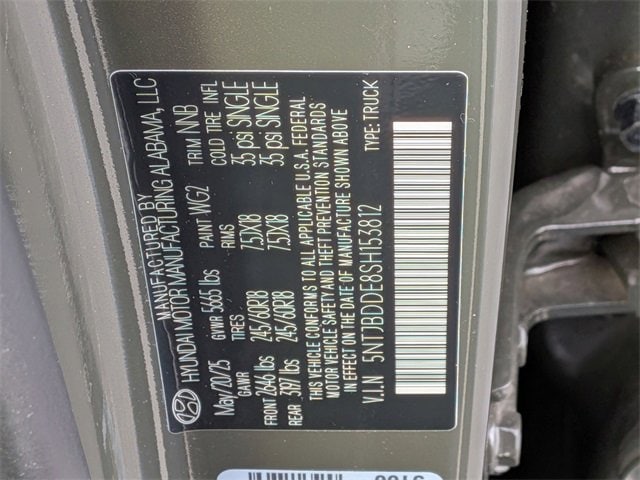 MANUFACTURED BY
HYUNDAI MOTOR MANUFACTURING ALABAMA, LLC
May/20/25 GVWR 5665 lbs PAINT WG2 TRIM NNB
GAWR TIRES RIMS COLD TIRE INFL
FRONT 2646 lbs 245/60R18 7.5JX18 35 psi SINGLE
REAR 3197 lbs 245/60R18 7.5JX18 35 psi SINGLE
THIS VEHICLE CONFORMS TO ALL APPLICABLE U.S.A. FEDERAL
MOTOR VEHICLE SAFETY AND THEFT PREVENTION STANDARDS
IN EFFECT ON THE DATE OF MANUFACTURE SHOWN ABOVE
V.I.N 5NTJBDDE8SH153812 TYPE:TRUCK